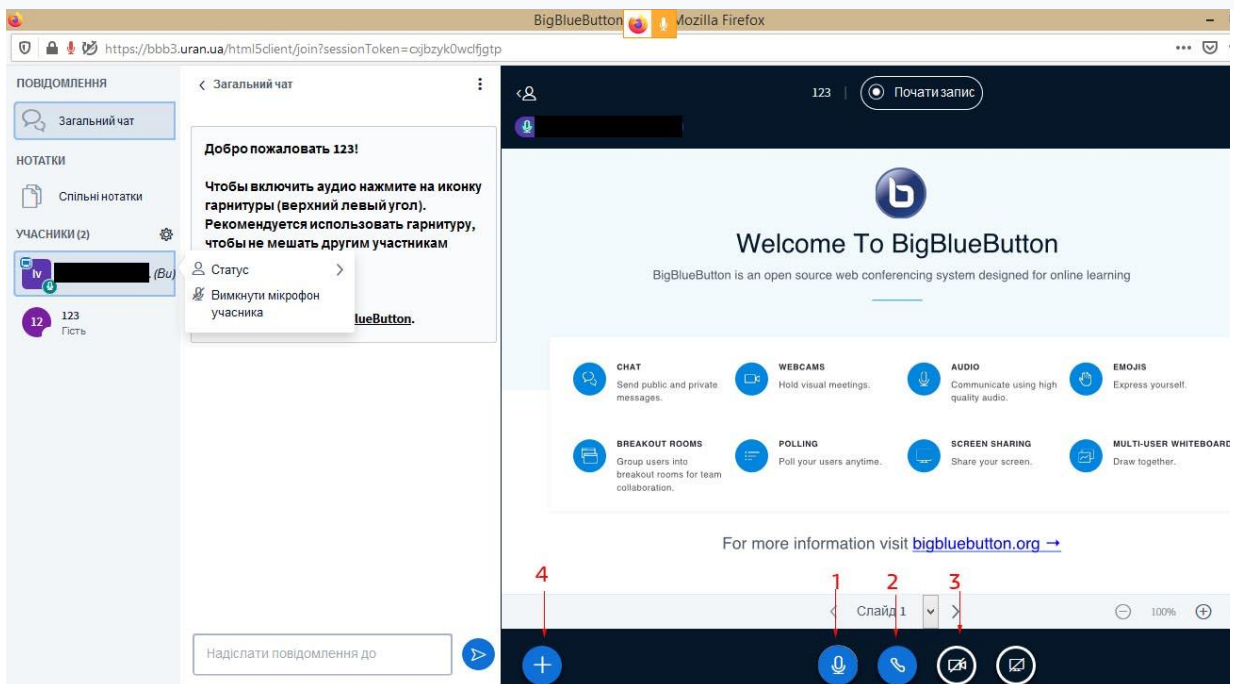 BigBlueButton Mozilla Firefox
https://bbb3.uran.ua/html5client/join?sessionToken=cxjbzyk0wclfjgtp
ПОВІДОМЛЕННЯ
Загальний чат
НОТАТКИ
Спільні нотатки
УЧАСНИКИ (2)
lv
(Ви)
12
123
Гість
Загальний чат
Добро пожаловать 123!
Чтобы включить аудио нажмите на иконку
гарнитуры (верхний левый угол).
Рекомендуется использовать гарнитуру,
чтобы не мешать другим участникам
Статус
Вимкнути мікрофон
учасника
lueButton.
Надіслати повідомлення до
123
Почати запис
b
Welcome To BigBlueButton
BigBlueButton is an open source web conferencing system designed for online learning
CHAT
Send public and private
messages.
WEBCAMS
Hold visual meetings.
AUDIO
Communicate using high
quality audio.
EMOJIS
Express yourself.
BREAKOUT ROOMS
Group users into
breakout rooms for team
collaboration.
POLLING
Poll your users anytime.
SCREEN SHARING
Share your screen.
MULTI-USER WHITEBOARD
Draw together.
For more information visit bigbluebutton.org →
4
1
2
3
Слайд 1
100%